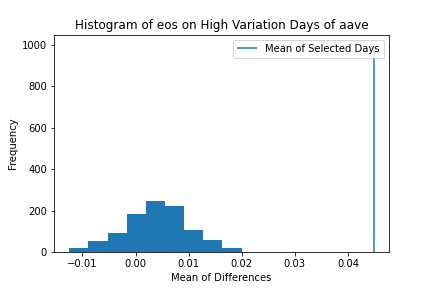 Histogram of eos on High Variation Days of aave
Mean of Selected Days
Frequency
1000
800
600
400
200
0
−0.01 0.00 0.01 0.02 0.03 0.04
Mean of Differences